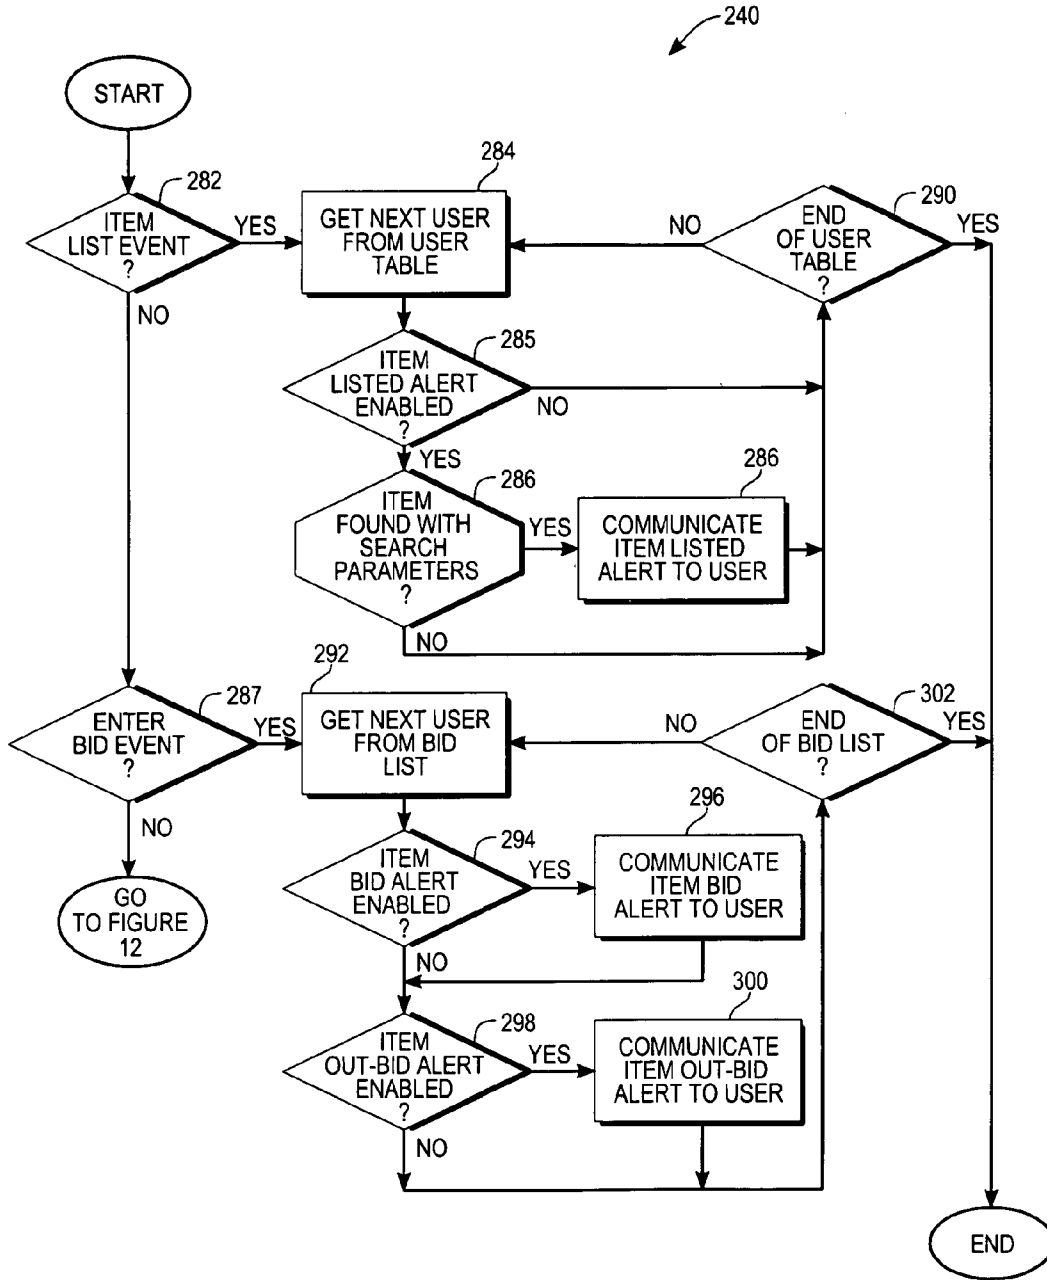 240
START
282
ITEM
LIST EVENT
?
YES
NO
284
GET NEXT USER
FROM USER
TABLE
290
END
OF USER
TABLE
?
NO
YES
285
ITEM
LISTED ALERT
ENABLED
?
NO
YES
286
ITEM
FOUND WITH
SEARCH
PARAMETERS
?
YES
NO
286
COMMUNICATE
ITEM LISTED
ALERT TO USER
287
ENTER
BID EVENT
?
YES
NO
GO
TO FIGURE
12
292
GET NEXT USER
FROM BID
LIST
302
END
OF BID LIST
?
NO
YES
294
ITEM
BID ALERT
ENABLED
?
YES
NO
296
COMMUNICATE
ITEM BID
ALERT TO USER
298
ITEM
OUT-BID ALERT
ENABLED
?
YES
NO
300
COMMUNICATE
ITEM OUT-BID
ALERT TO USER
END